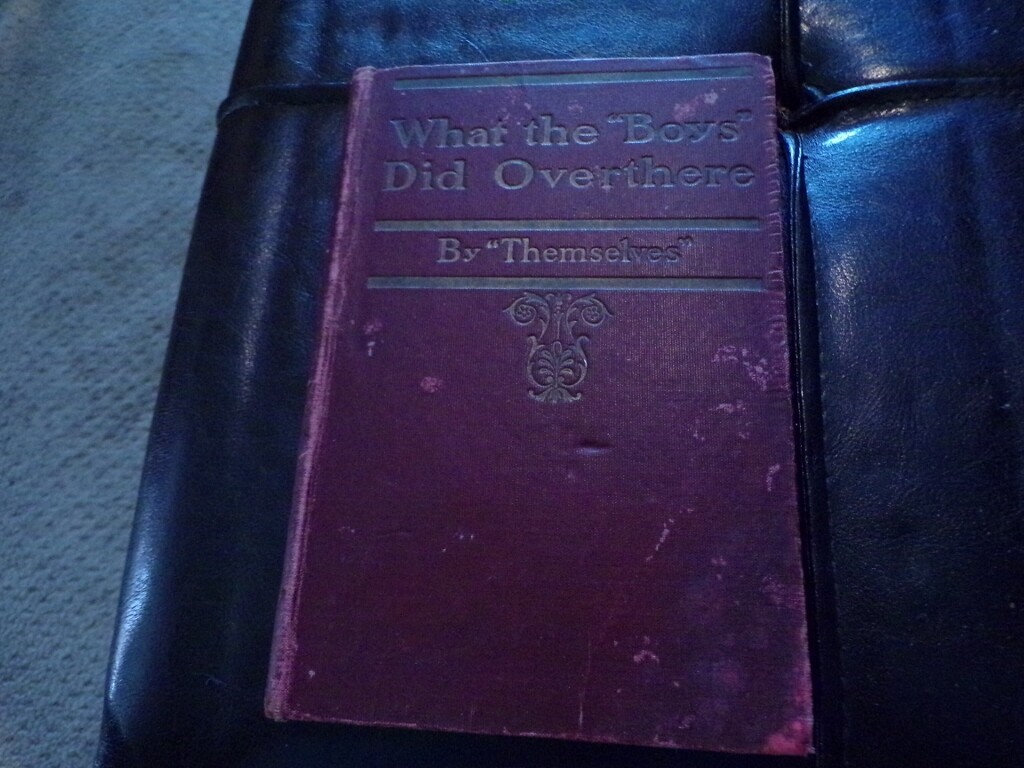 What the "Boys"
Did Overthere
By "Themselves"